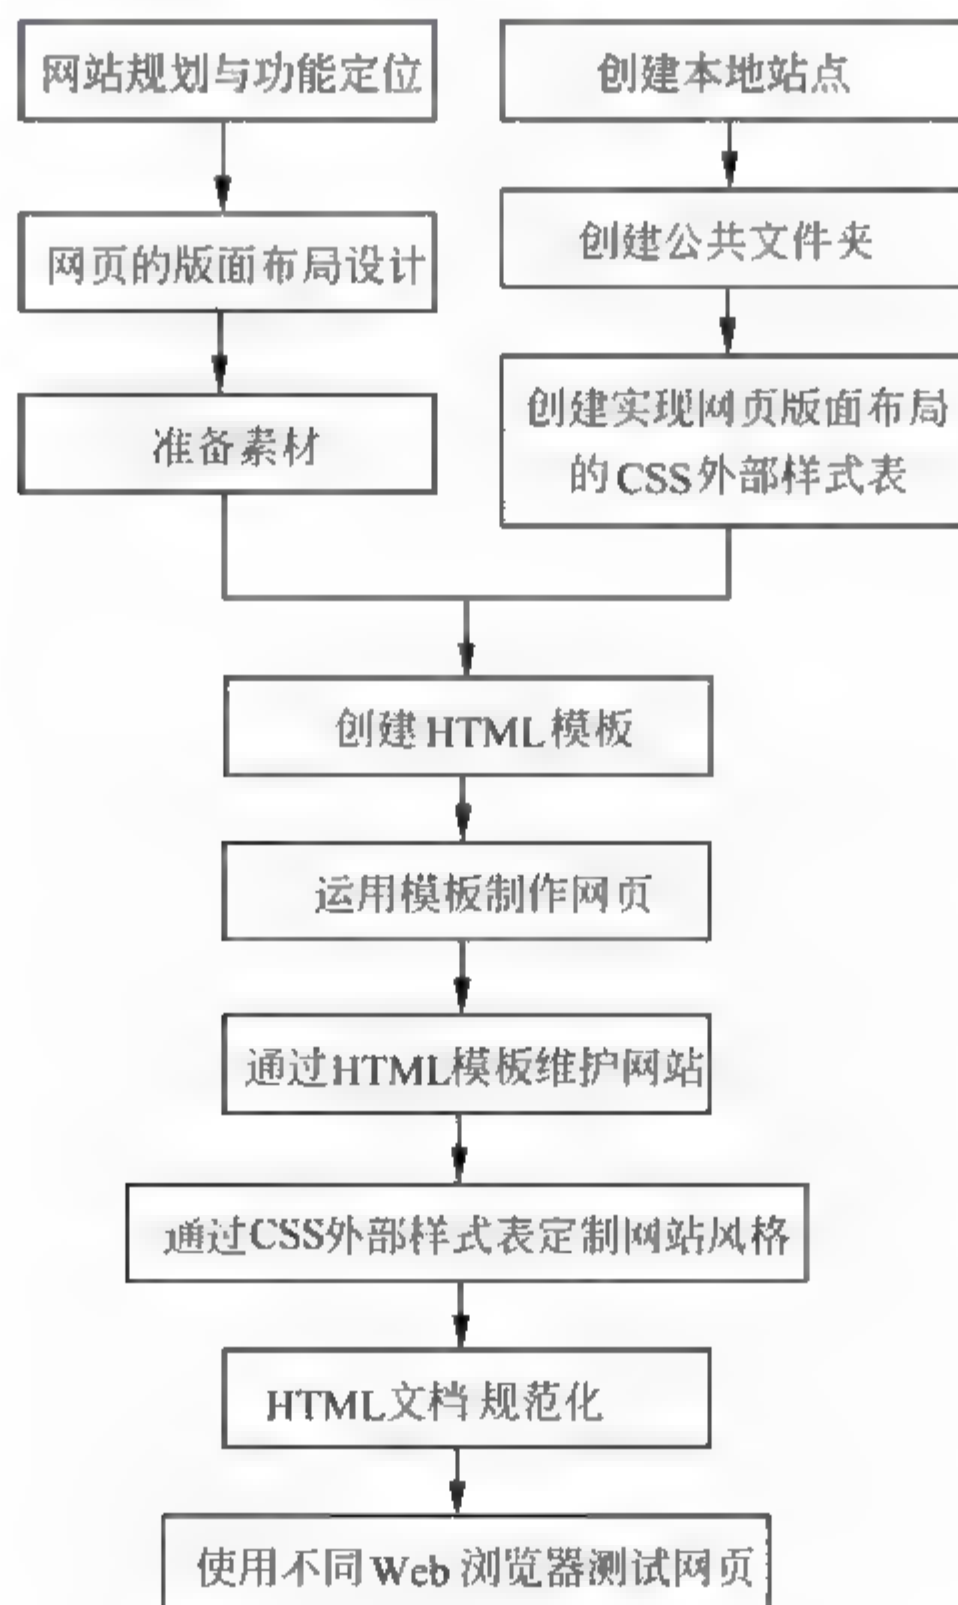 网站规划与功能定位
创建本地站点
网页的版面布局设计
创建公共文件夹
准备素材
创建实现网页版面布局
的CSS外部样式表
创建HTML模板
运用模板制作网页
通过HTML模板维护网站
通过CSS外部样式表定制网站风格
HTML文档 规范化
使用不同Web浏览器测试网页